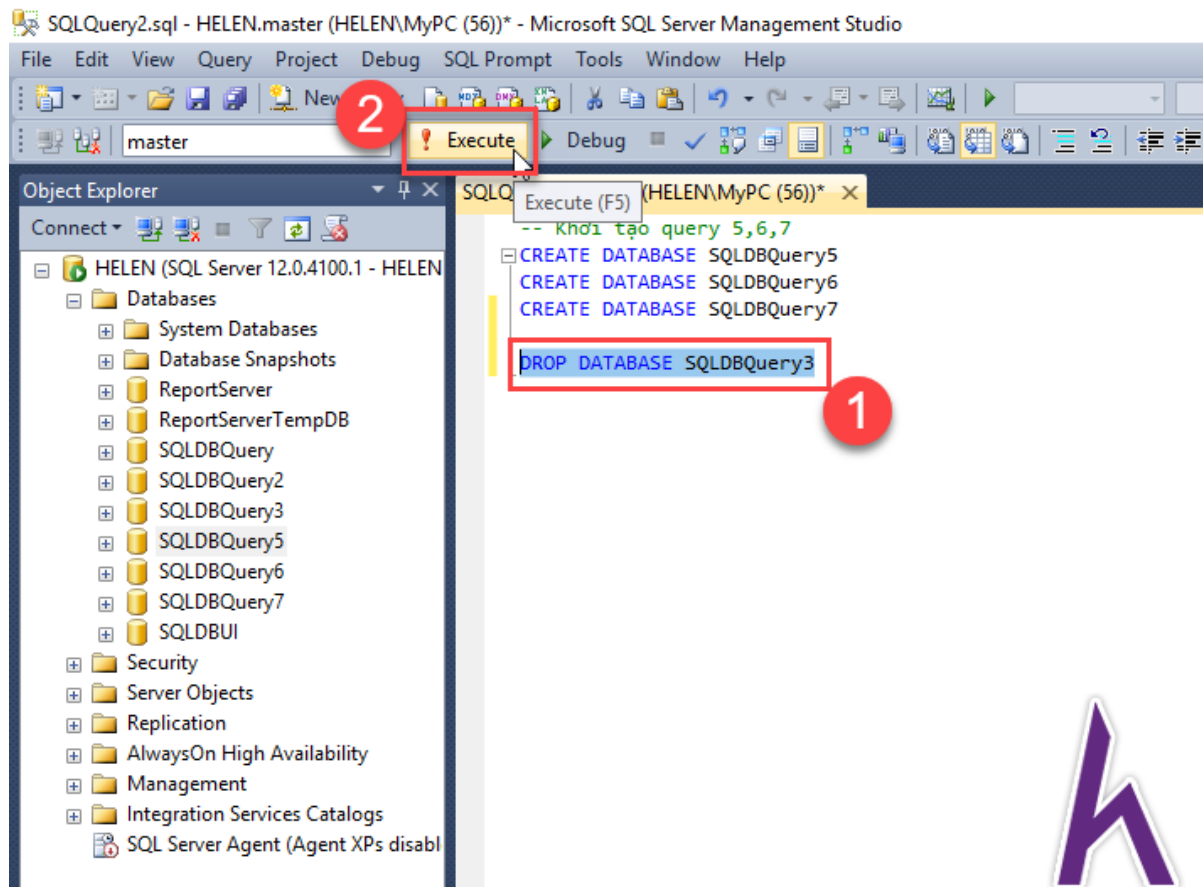 SQLQuery2.sql - HELEN.master (HELEN\MyPC (56))* - Microsoft SQL Server Management Studio
File Edit View Query Project Debug SQL Prompt Tools Window Help
New
2
master
Execute
Debug
Object Explorer
Connect
HELEN (SQL Server 12.0.4100.1 - HELEN
Databases
System Databases
Database Snapshots
ReportServer
ReportServerTempDB
SQLDBQuery
SQLDBQuery2
SQLDBQuery3
SQLDBQuery5
SQLDBQuery6
SQLDBQuery7
SQLDBUI
Security
Server Objects
Replication
AlwaysOn High Availability
Management
Integration Services Catalogs
SQL Server Agent (Agent XPs disabl
SQLQ (HELEN\MyPC (56))*
Execute (F5)
-- Khởi tạo query 5,6,7
CREATE DATABASE SQLDBQuery5
CREATE DATABASE SQLDBQuery6
CREATE DATABASE SQLDBQuery7
DROP DATABASE SQLDBQuery3
1